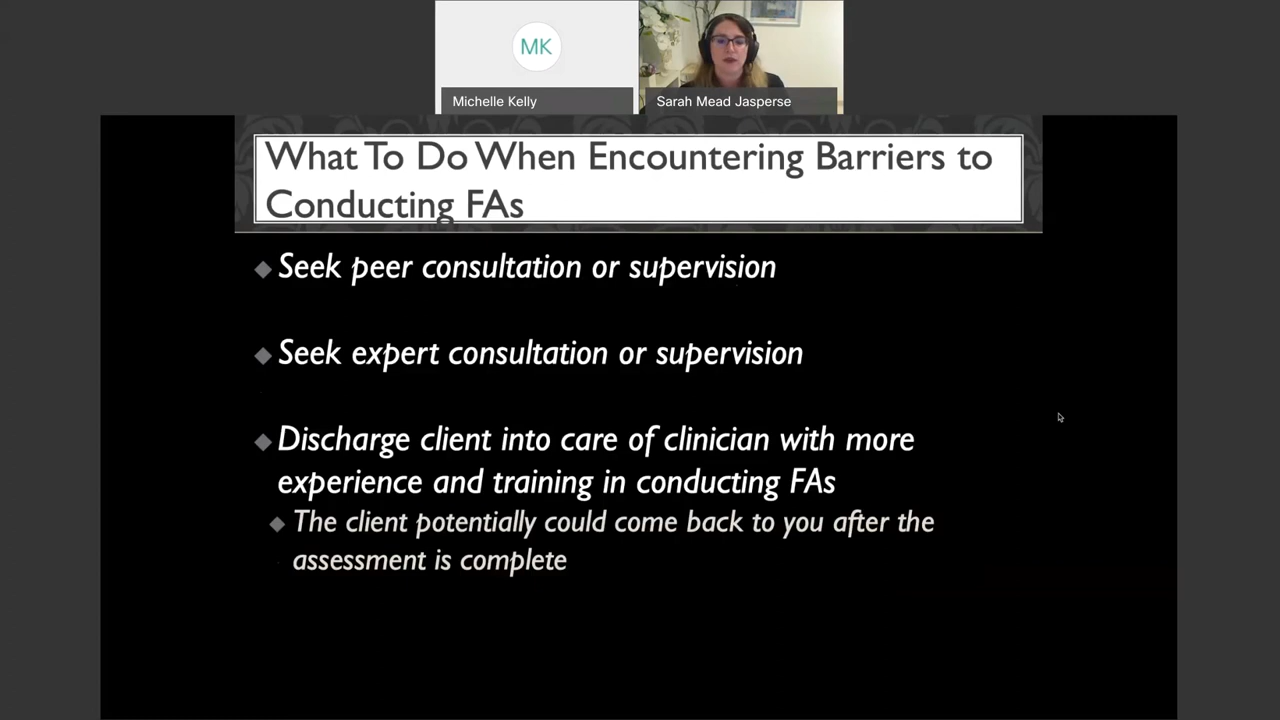 MK
Michelle Kelly
Sarah Mead Jasperse
What To Do When Encountering Barriers to
Conducting FAs
Seek peer consultation or supervision
Seek expert consultation or supervision
Discharge client into care of clinician with more
experience and training in conducting FAs
The client potentially could come back to you after the
assessment is complete